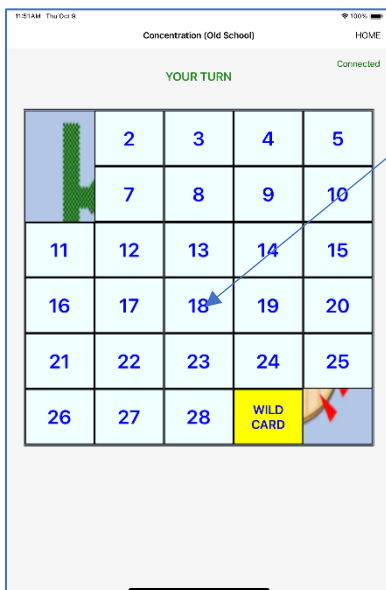 11:51AM Thu Oct 9 100%
Concentration (Old School) HOME
Connected
YOUR TURN
2 3 4 5
7 8 9 10
11 12 13 14 15
16 17 18 19 20
21 22 23 24 25
26 27 28 WILD CARD